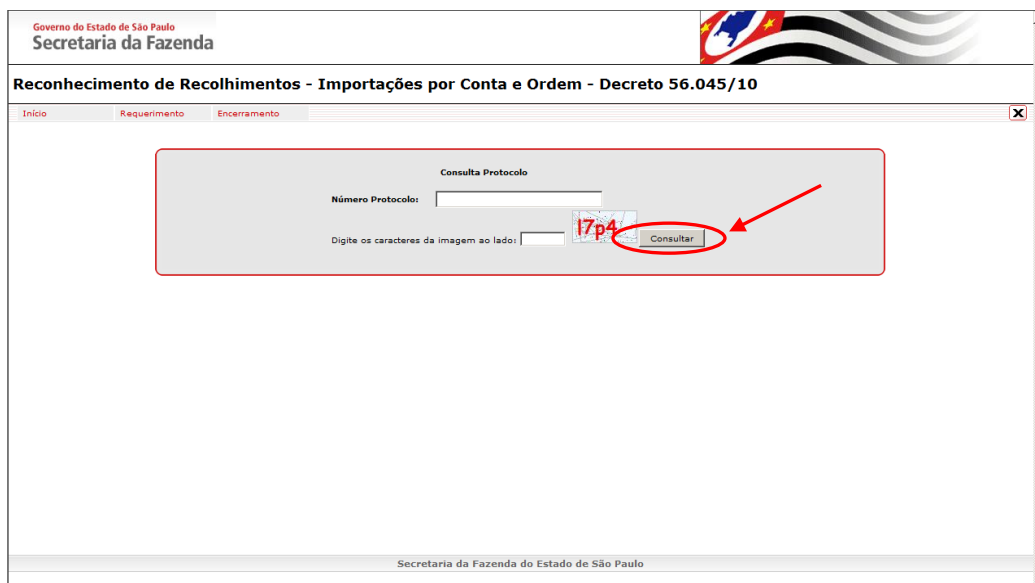 Governo do Estado de São Paulo
Secretaria da Fazenda
Reconhecimento de Recolhimentos - Importações por Conta e Ordem - Decreto 56.045/10
Início Requerimento Encerramento
Consulta Protocolo
Número Protocolo:
Digite os caracteres da imagem ao lado: l7p4 Consultar
Secretaria da Fazenda do Estado de São Paulo